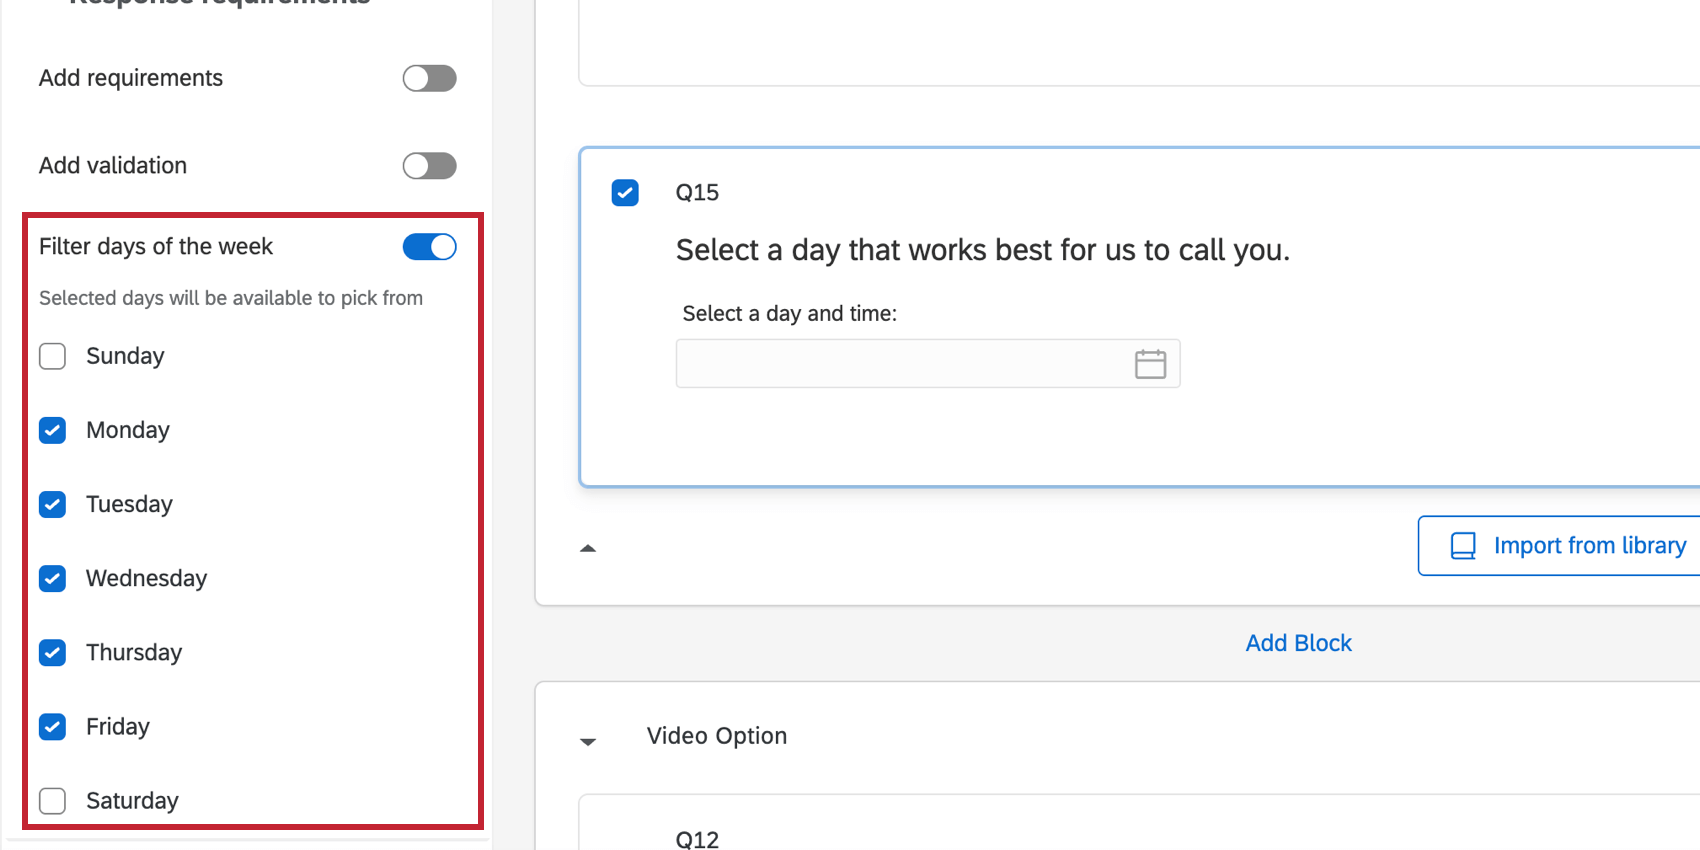 Response requirements
Add requirements
Add validation
Filter days of the week
Selected days will be available to pick from
Sunday
Monday
Tuesday
Wednesday
Thursday
Friday
Saturday
Q15
Select a day that works best for us to call you.
Select a day and time:
Import from library
Add Block
Video Option
Q12